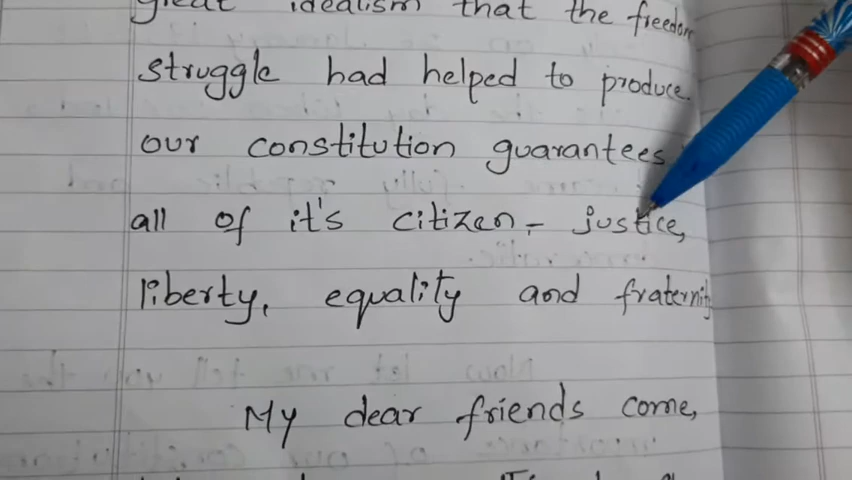 great idealism that the freedom
struggle had helped to produce.
our constitution guarantees
all of it's citizen - justice,
liberty, equality and fraternity
My dear friends come,